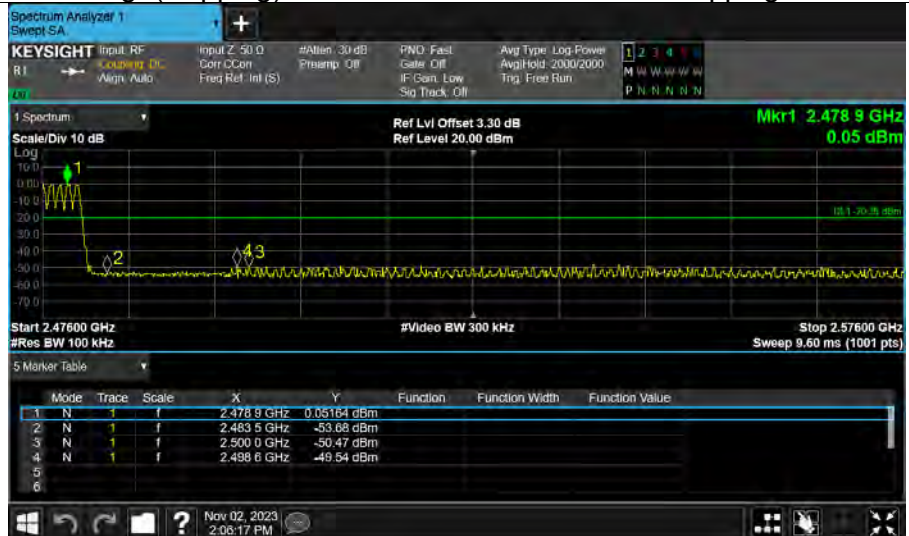 Spectrum Analyzer 1
Swept SA
+
KEYSIGHT Input: RF Input Z: 50 Ω #Atten: 30 dB PNO: Fast Avg Type: Log-Power 1 2 3 4
R L Coupling: DC Corr CCorr Preamp: Off Gate: Off Avg|Hold: 2000/2000 M W W W W W
Align: Auto Freq Ref: Int (S) IF Gain: Low Trig: Free Run
Sig Track: Off P N N N N N
1 Spectrum Ref Lvl Offset 3.30 dB Mkr1 2.478 9 GHz
Scale/Div 10 dB Ref Level 20.00 dBm 0.05 dBm
Log
10.0
1
0.00
-10.0
-20.0
-30.0
-40.0
2 4 3
-50.0
-60.0
-70.0
Start 2.47600 GHz #Video BW 300 kHz Stop 2.57600 GHz
#Res BW 100 kHz Sweep 9.60 ms (1001 pts)
5 Marker Table
Mode Trace Scale X Y Function Function Width Function Value
1 N 1 f 2.478 9 GHz 0.05164 dBm
2 N 1 f 2.483 5 GHz -53.68 dBm
3 N 1 f 2.500 0 GHz -50.47 dBm
4 N 1 f 2.498 6 GHz -49.54 dBm
5
6
? Nov 02, 2023
2:06:17 PM